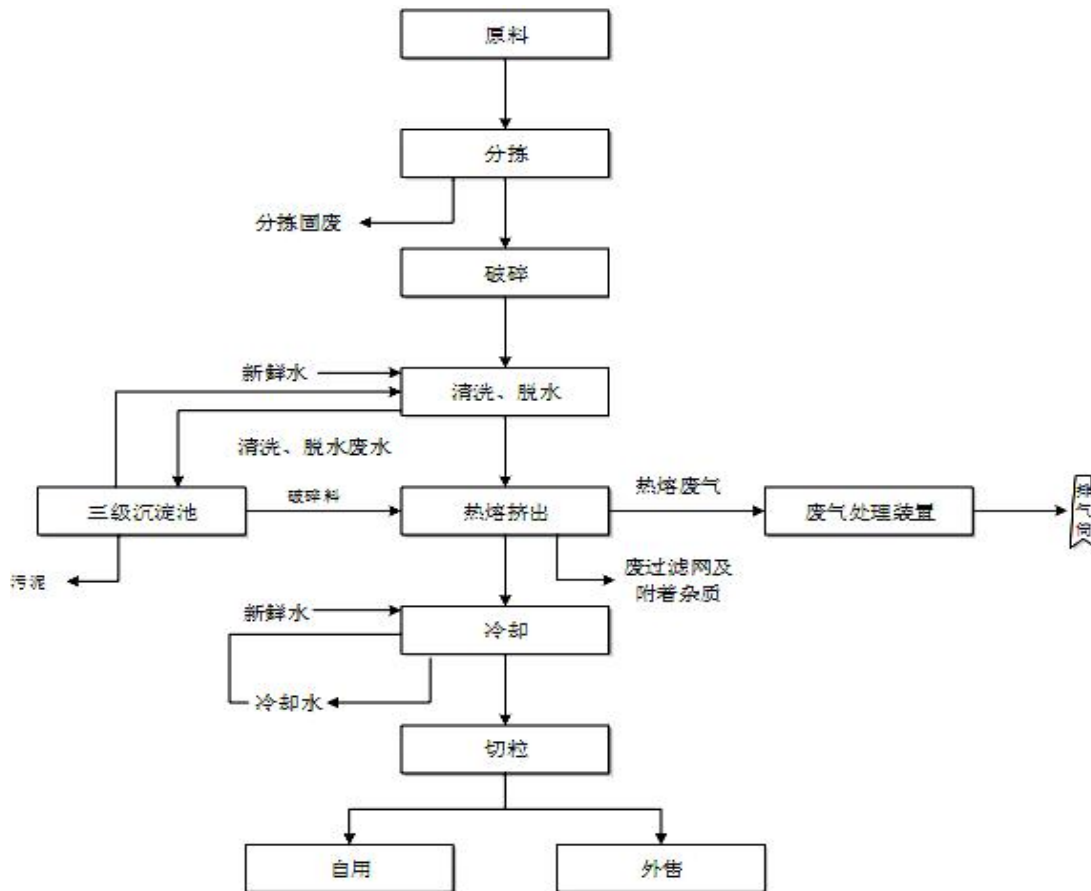 原料
分拣
分拣固废
破碎
新鲜水
清洗、脱水
清洗、脱水废水
三级沉淀池
破碎料
热熔挤出
热熔废气
废气处理装置
排气筒
污泥
废过滤网及
附着杂质
新鲜水
冷却
冷却水
切粒
自用
外售